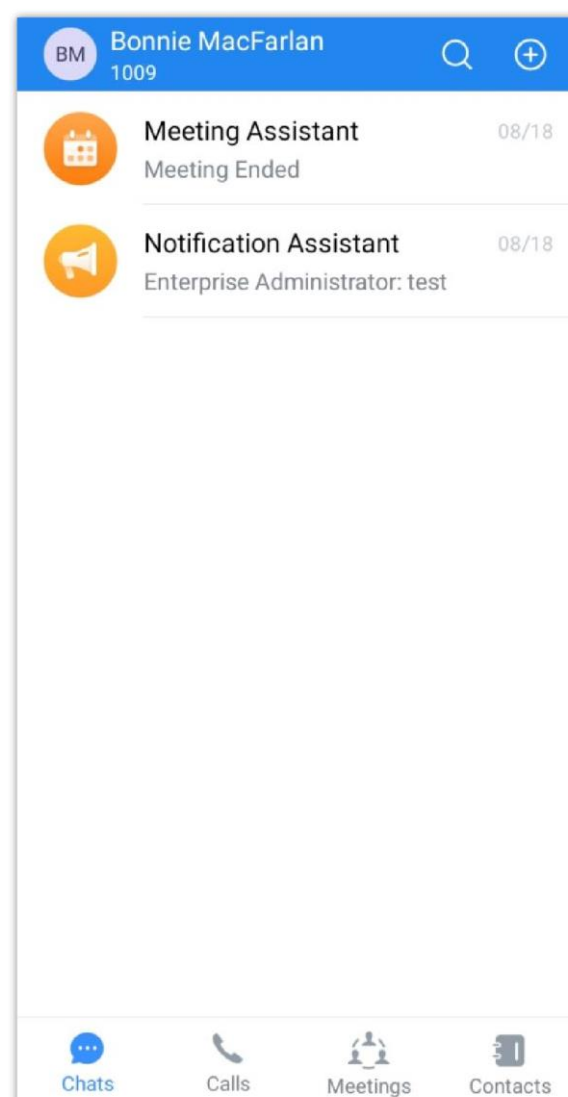 BM
Bonnie MacFarlan
1009
Meeting Assistant
08/18
Meeting Ended
Notification Assistant
08/18
Enterprise Administrator: test
Chats
Calls
Meetings
Contacts